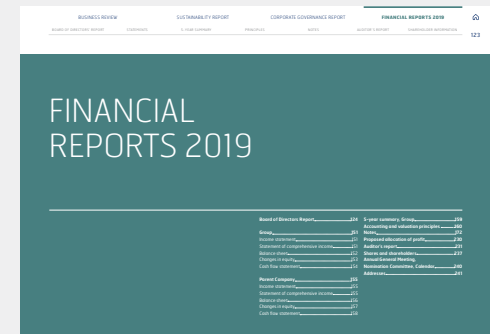 BUSINESS REVIEW
SUSTAINABILITY REPORT
CORPORATE GOVERNANCE REPORT
FINANCIAL REPORTS 2018
BOARD OF DIRECTORS' REPORT
5-YEAR SUMMARY
PRINCIPLES
NOTES
AUDITOR'S REPORT
SHAREHOLDER INFORMATION
123
FINANCIAL
REPORTS 2019
Board of Directors Report 124
Group 151
Income statement 151
Statement of comprehensive income 151
Balance sheet 152
Changes in equity 153
Cash flow statement 154
Parent Company 155
Income statement 155
Statement of comprehensive income 155
Balance sheet 156
Changes in equity 157
Cash flow statement 158
5-year summary, Group 159
Accounting and valuation principles 160
Notes 172
Proposed allocation of profit 230
Auditor's report 231
Shares and shareholders 237
Annual General Meeting,
Nomination Committee, Calendar 240
Addresses 241